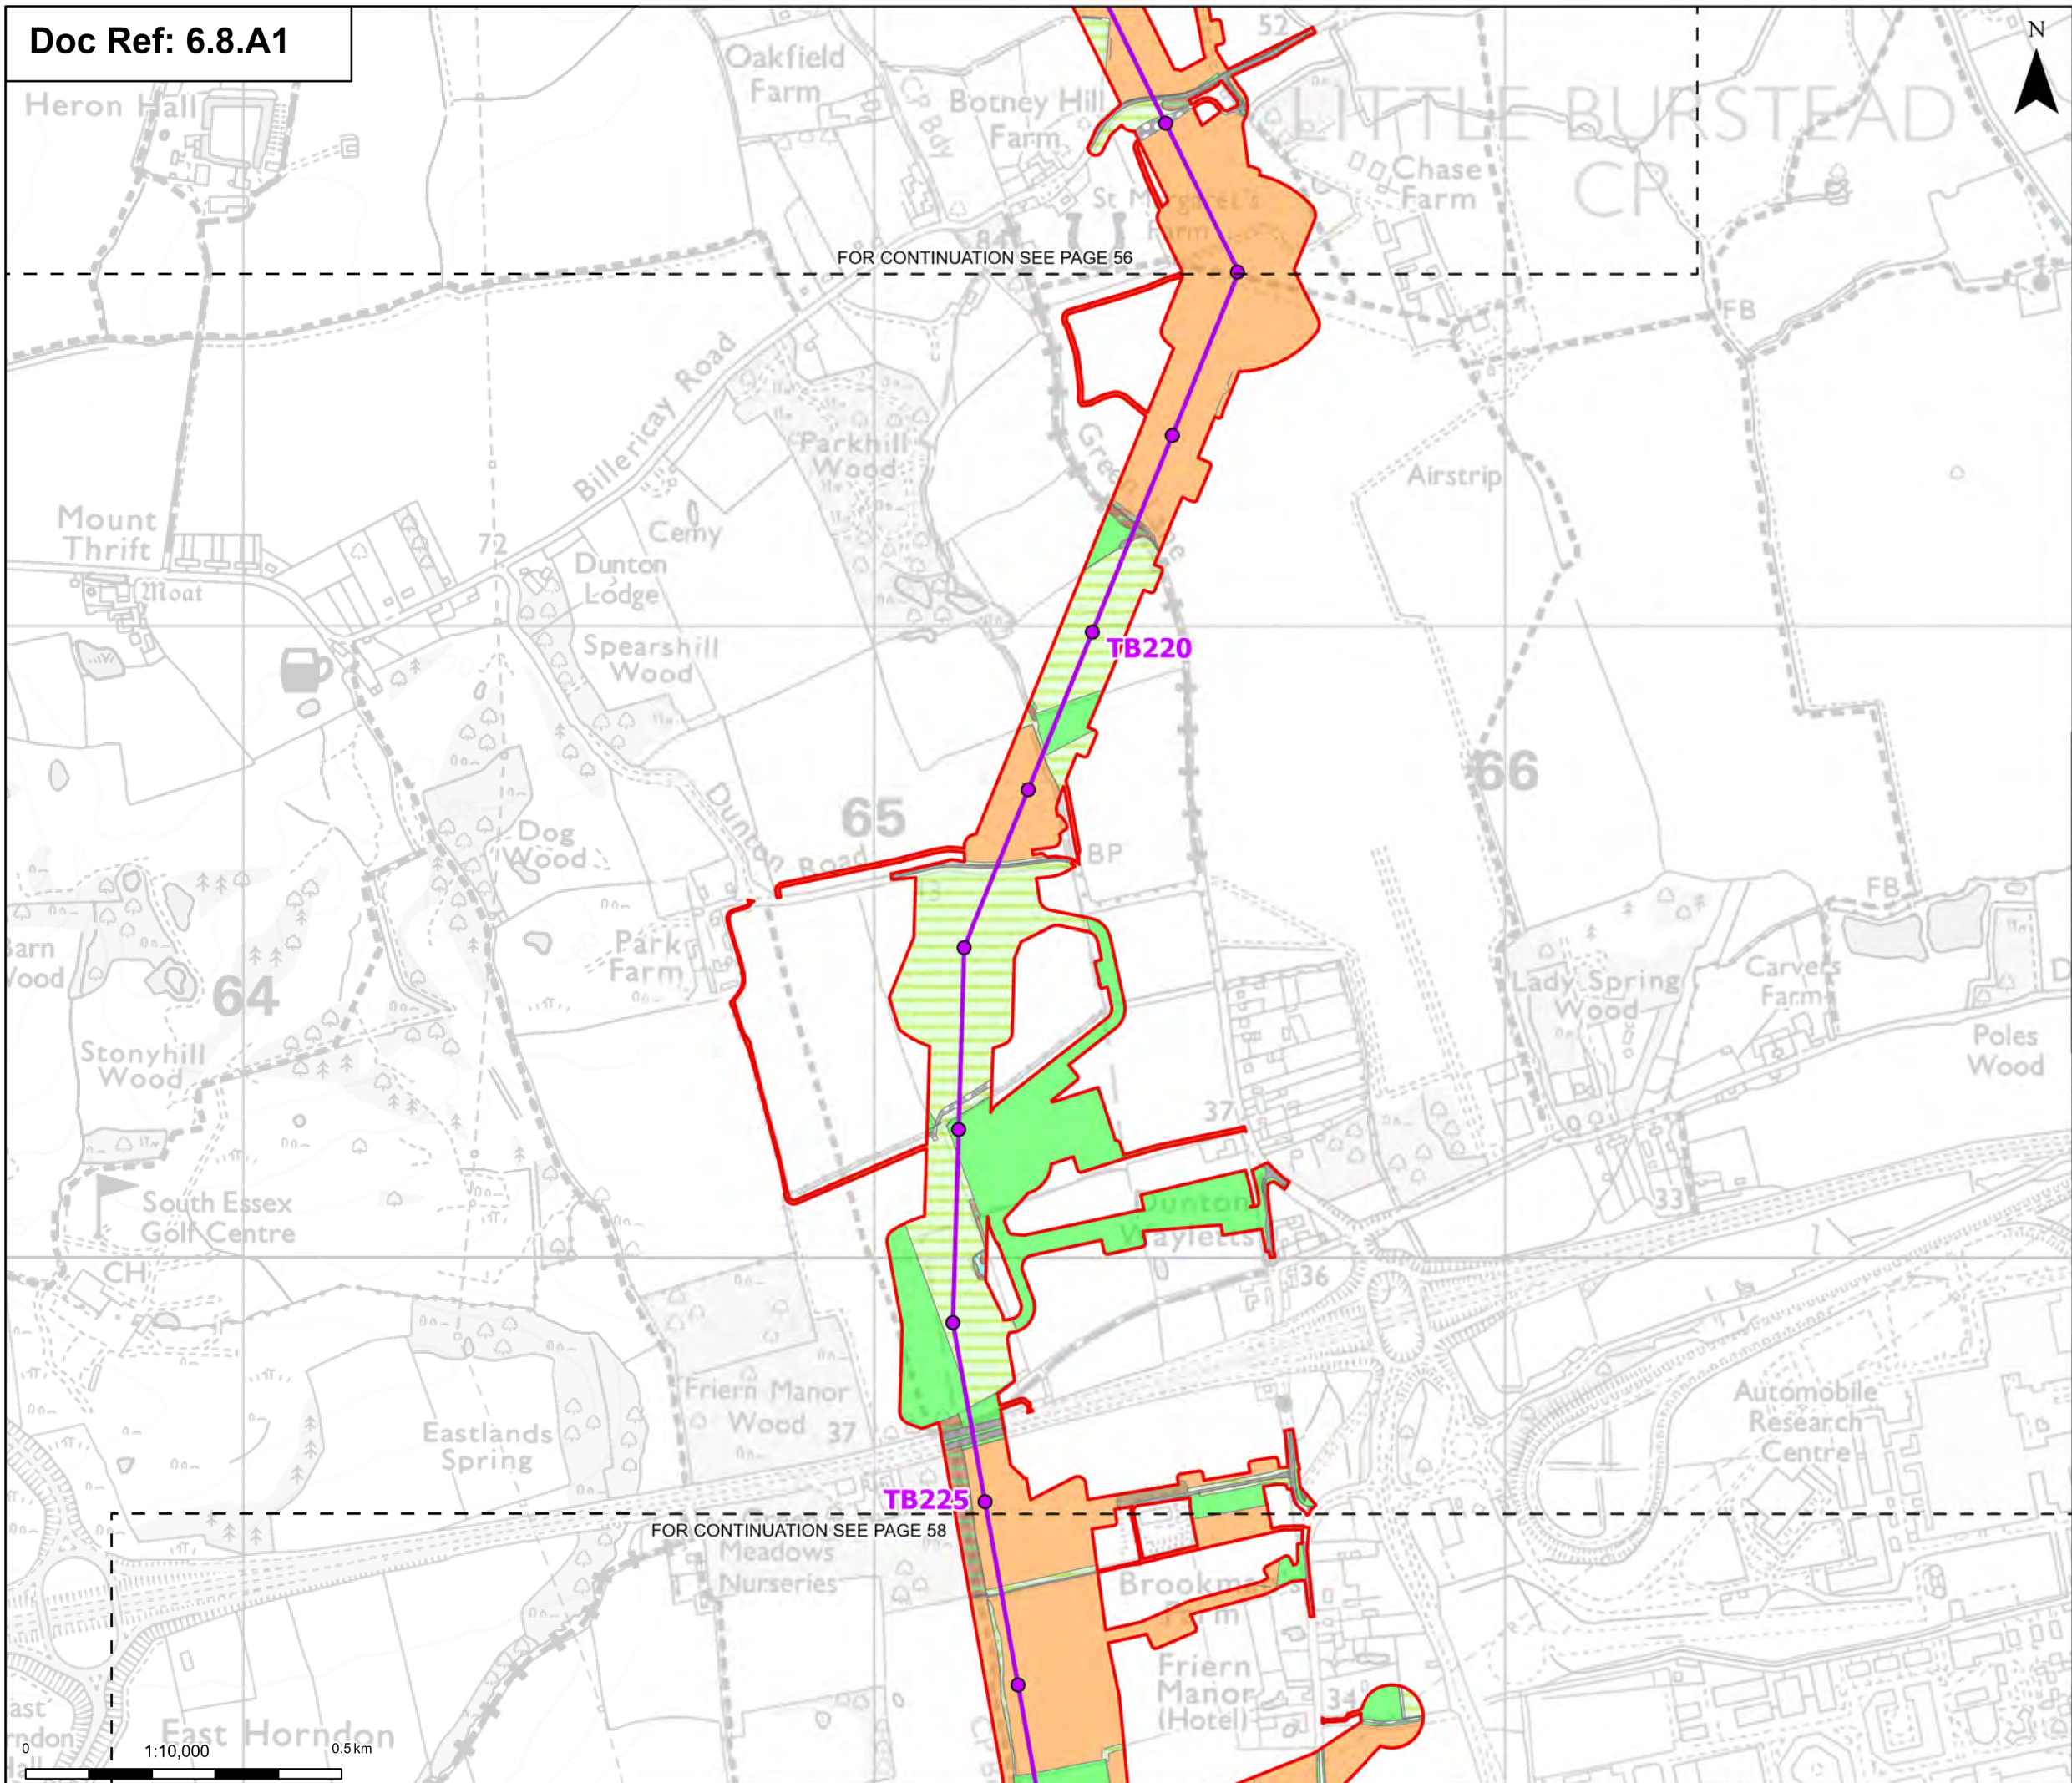 Doc Ref: 6.8.A1
N
52
Oakfield
Farm
Heron Hall
Botney Hill
Farm
LITTLE BURSTEAD
CP
Bdy
Chase
Farm
St Margaret's
Farm
FOR CONTINUATION SEE PAGE 56
FB
Billericay Road
Parkhill
Wood
Green Lane
Airstrip
Mount
Thrift
72
Cemy
Dunton
Lodge
Moat
Spearshill
Wood
TB220
66
65
Dunton Road
Dog
Wood
BP
FB
Barn
Wood
Park
Farm
64
Lady Spring
Wood
Carvers
Farm
Stonyhill
Wood
Poles
Wood
37
South Essex
Golf Centre
Dunton
Wayletts
33
CH
36
Friern Manor
Wood
37
Automobile
Research
Centre
Eastlands
Spring
TB225
FOR CONTINUATION SEE PAGE 58
Meadows
Nurseries
Brookmans
Farm
Friern
Manor
(Hotel)
34
East Horndon
0
1:10,000
0.5 km